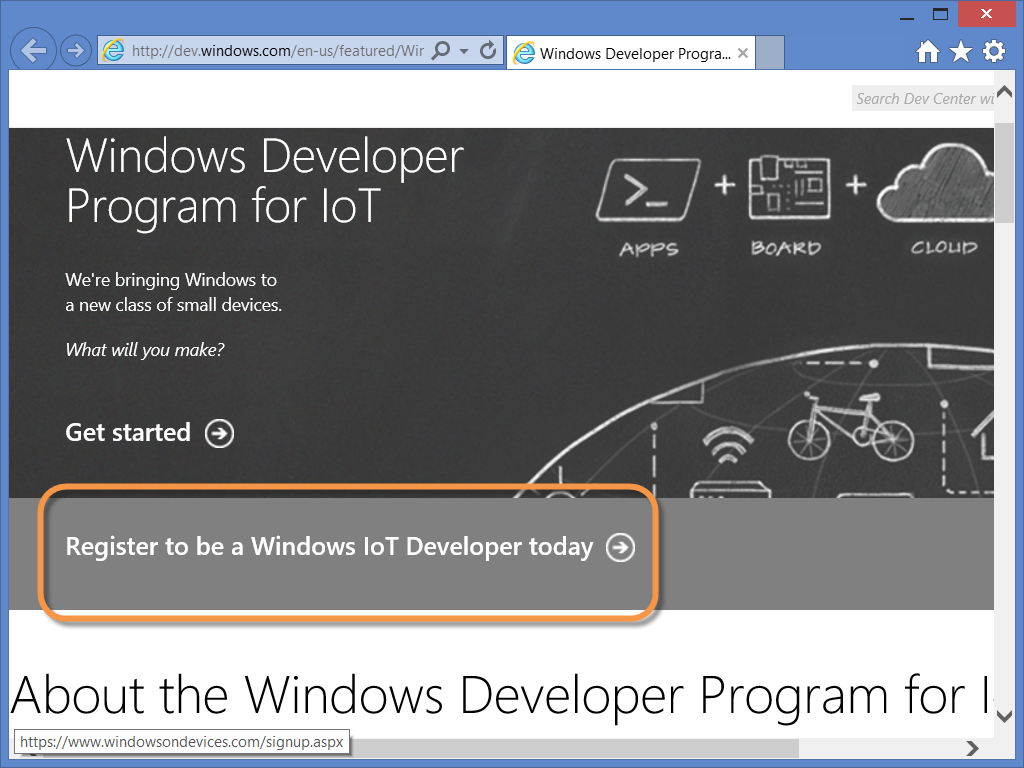 http://dev.windows.com/en-us/featured/Wir
Windows Developer Progra...
Search Dev Center wi
Windows Developer
Program for IoT
APPS + BOARD + CLOUD
We're bringing Windows to
a new class of small devices.
What will you make?
Get started
Register to be a Windows IoT Developer today
About the Windows Developer Program for I
https://www.windowsondevices.com/signup.aspx